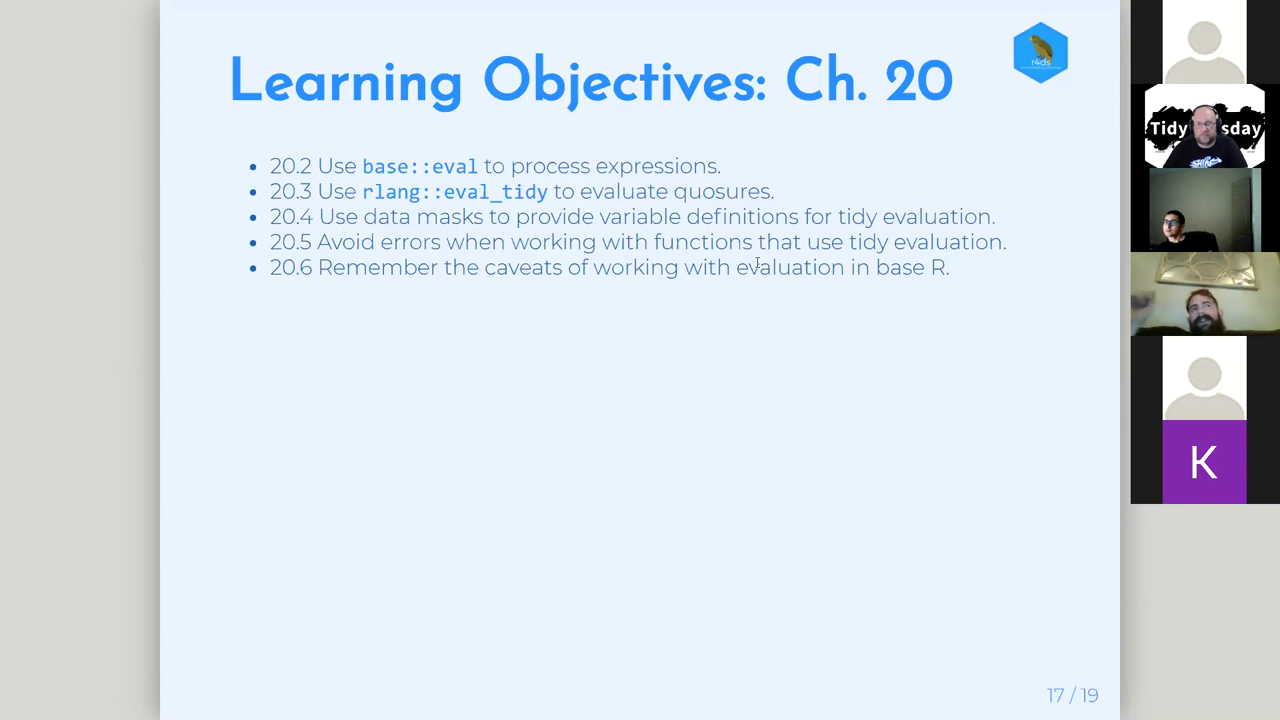 Learning Objectives: Ch. 20
r4ds
• 20.2 Use base::eval to process expressions.
• 20.3 Use rlang::eval_tidy to evaluate quosures.
• 20.4 Use data masks to provide variable definitions for tidy evaluation.
• 20.5 Avoid errors when working with functions that use tidy evaluation.
• 20.6 Remember the caveats of working with evaluation in base R.
17 / 19
Tidy sday
K